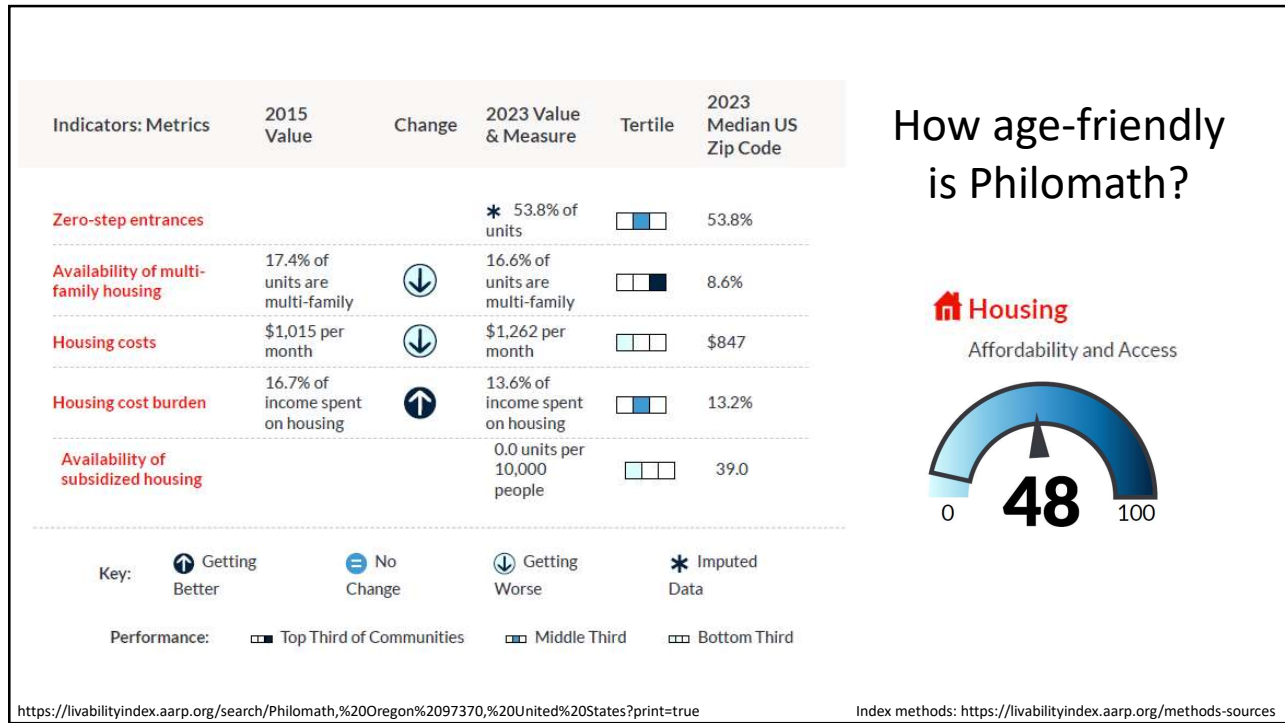 Indicators: Metrics
2015
Value
Change
2023 Value
& Measure
Tertile
2023
Median US
Zip Code
Zero-step entrances
* 53.8% of
units
53.8%
Availability of multi-
family housing
17.4% of
units are
multi-family
16.6% of
units are
multi-family
8.6%
Housing costs
$1,015 per
month
$1,262 per
month
$847
Housing cost burden
16.7% of
income spent
on housing
13.6% of
income spent
on housing
13.2%
Availability of
subsidized housing
0.0 units per
10,000
people
39.0
Key:
Getting
Better
No
Change
Getting
Worse
* Imputed
Data
Performance:
Top Third of Communities
Middle Third
Bottom Third
How age-friendly
is Philomath?
Housing
Affordability and Access
0
48
100
https://livabilityindex.aarp.org/search/Philomath,%20Oregon%2097370,%20United%20States?print=true
Index methods: https://livabilityindex.aarp.org/methods-sources